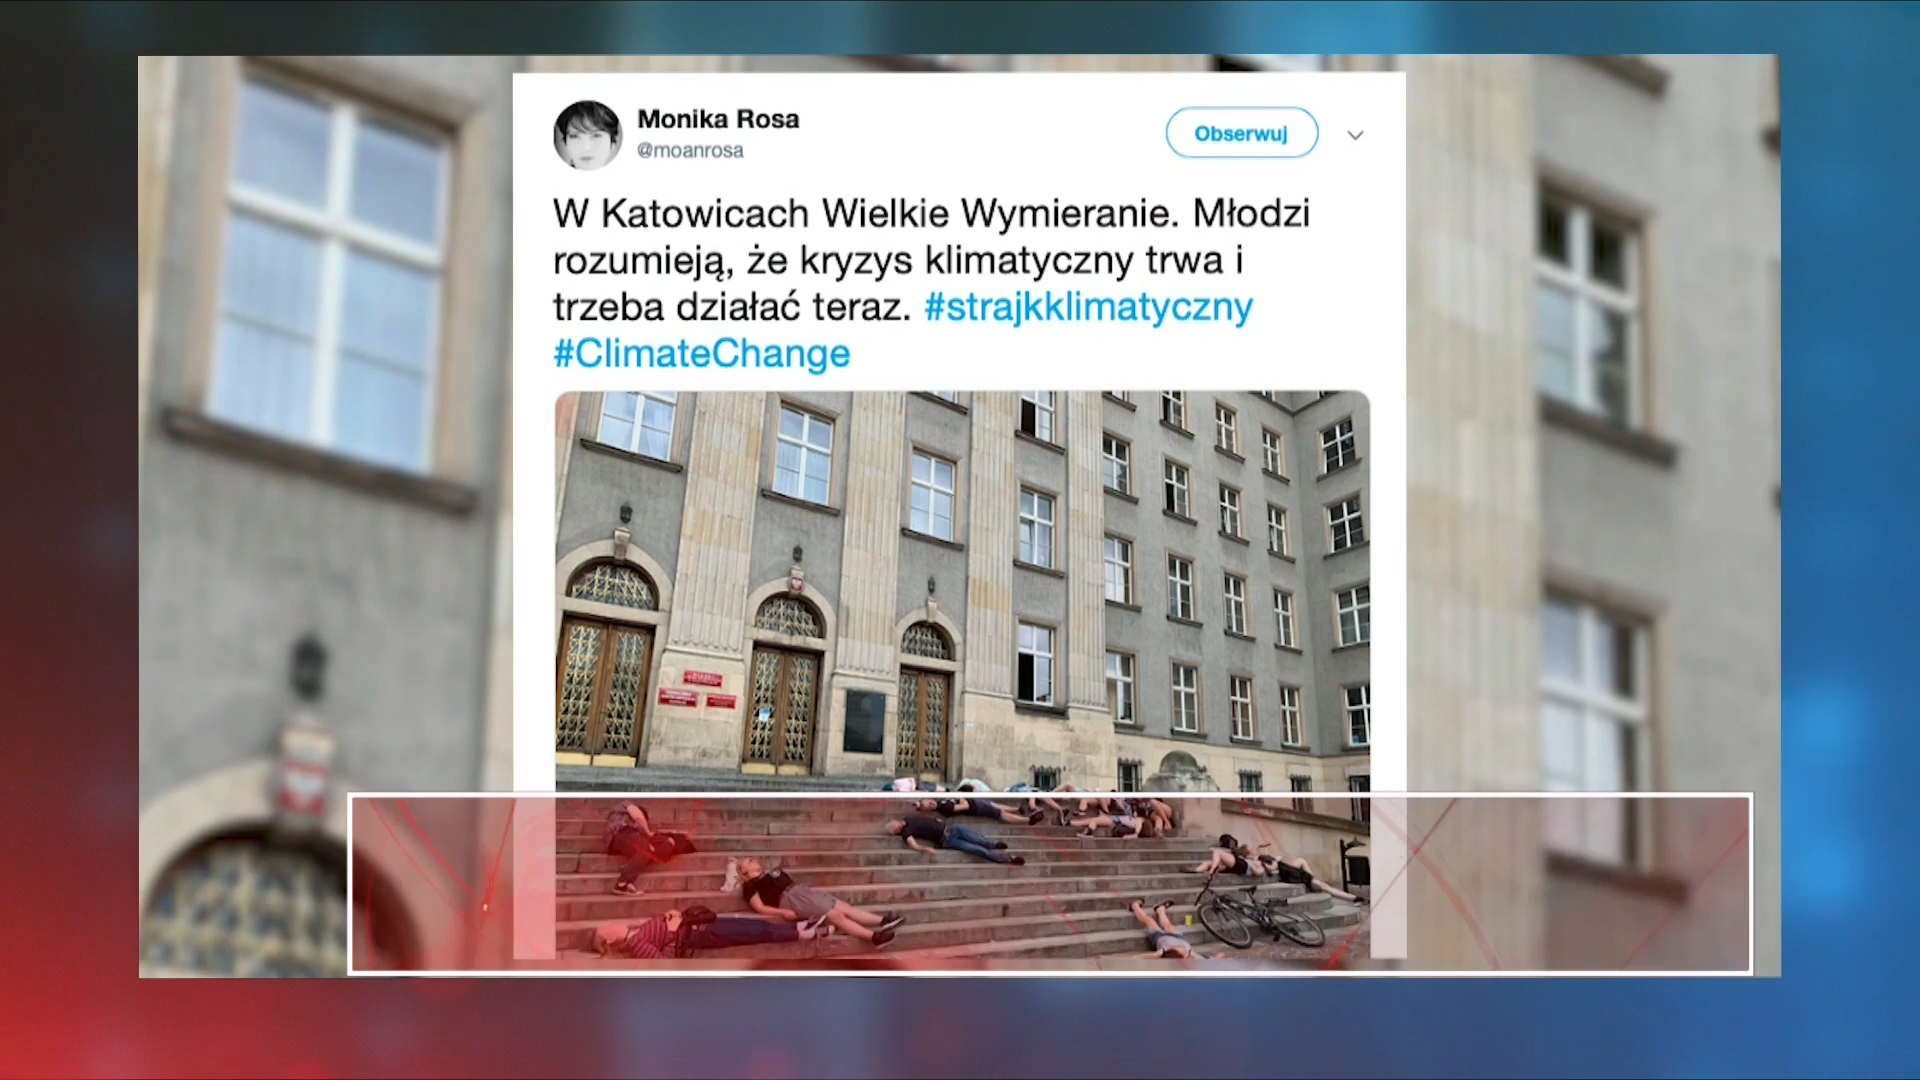 Monika Rosa
@moanrosa
Obserwuj
W Katowicach Wielkie Wymieranie. Młodzi
rozumieją, że kryzys klimatyczny trwa i
trzeba działać teraz. #strajkklimatyczny
#ClimateChange